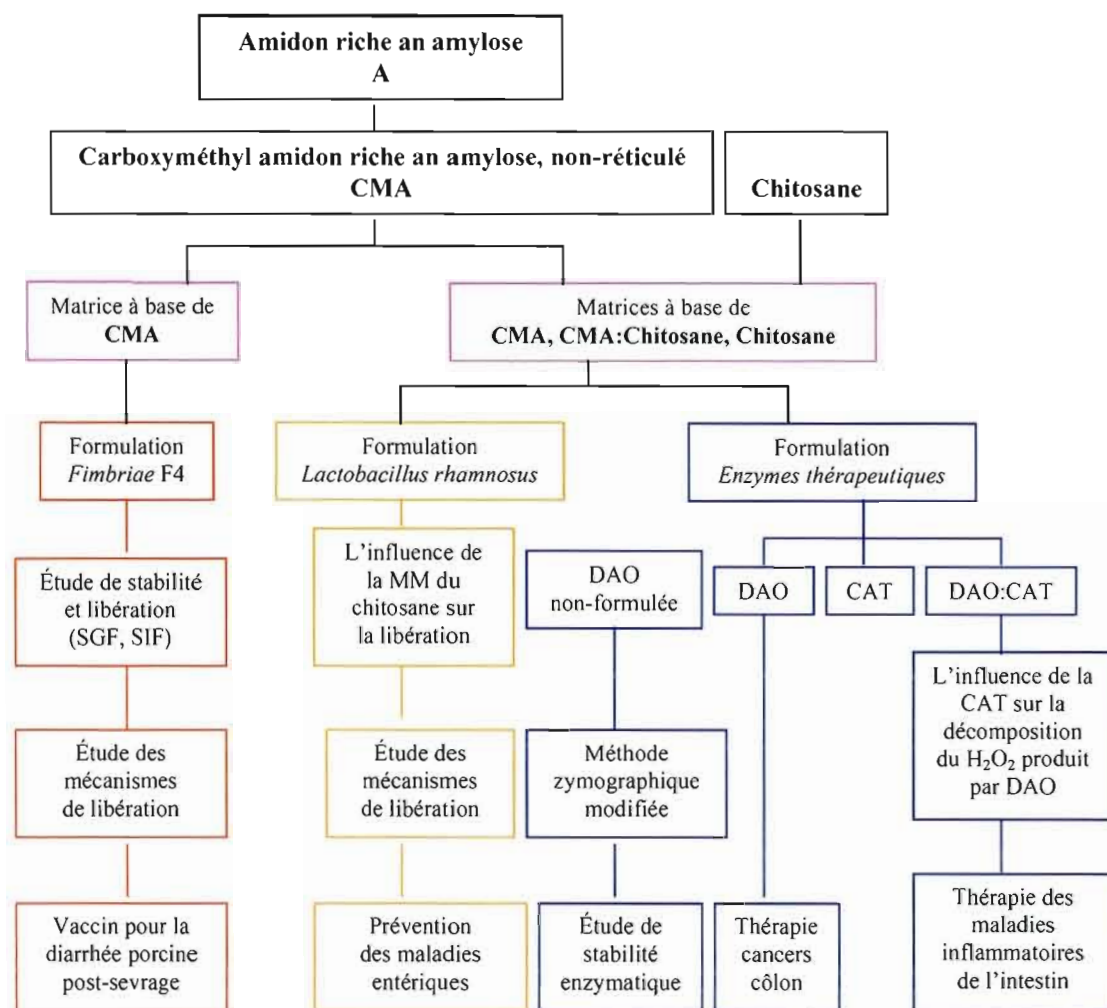 Amidon riche an amylose
A
Carboxyméthyl amidon riche an amylose, non-réticulé
CMA
Chitosane
Matrice à base de
CMA
Matrices à base de
CMA, CMA:Chitosane, Chitosane
Formulation
Fimbriae F4
Formulation
Lactobacillus rhamnosus
Formulation
Enzymes thérapeutiques
Étude de stabilité
et libération
(SGF, SIF)
L'influence de
la MM du
chitosane sur
la libération
DAO
non-formulée
DAO
CAT
DAO:CAT
Étude des
mécanismes
de libération
Étude des
mécanismes
de libération
Méthode
zymographique
modifiée
L'influence de la
CAT sur la
décomposition
du H₂O₂ produit
par DAO
Vaccin pour la
diarrhée porcine
post-sevrage
Prévention
des maladies
entériques
Étude de
stabilité
enzymatique
Thérapie
cancers
côlon
Thérapie des
maladies
inflammatoires
de l'intestin